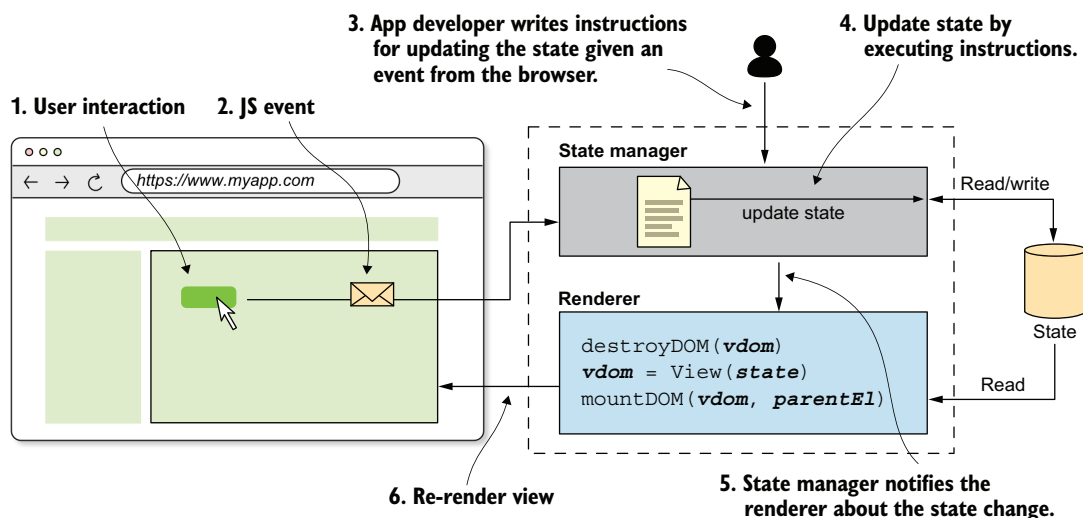 3. App developer writes instructions
for updating the state given an
event from the browser.
4. Update state by
executing instructions.
1. User interaction
2. JS event
https://www.myapp.com
State manager
update state
Read/write
State
Renderer
destroyDOM(vdom)
vdom = View(state)
mountDOM(vdom, parentEl)
Read
6. Re-render view
5. State manager notifies the
renderer about the state change.